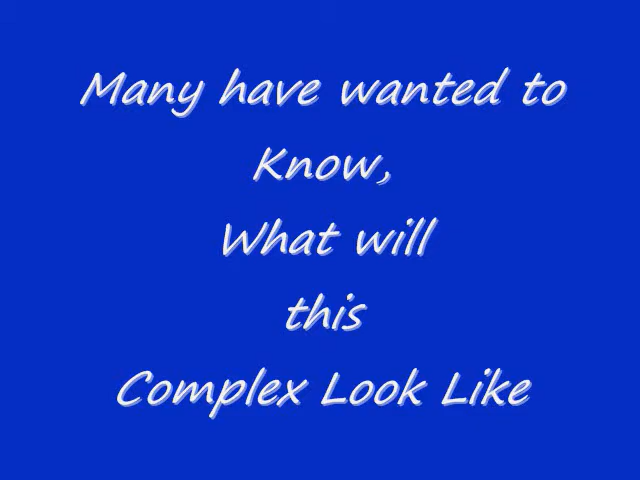 Many have wanted to
Know,
What will
this
Complex Look Like